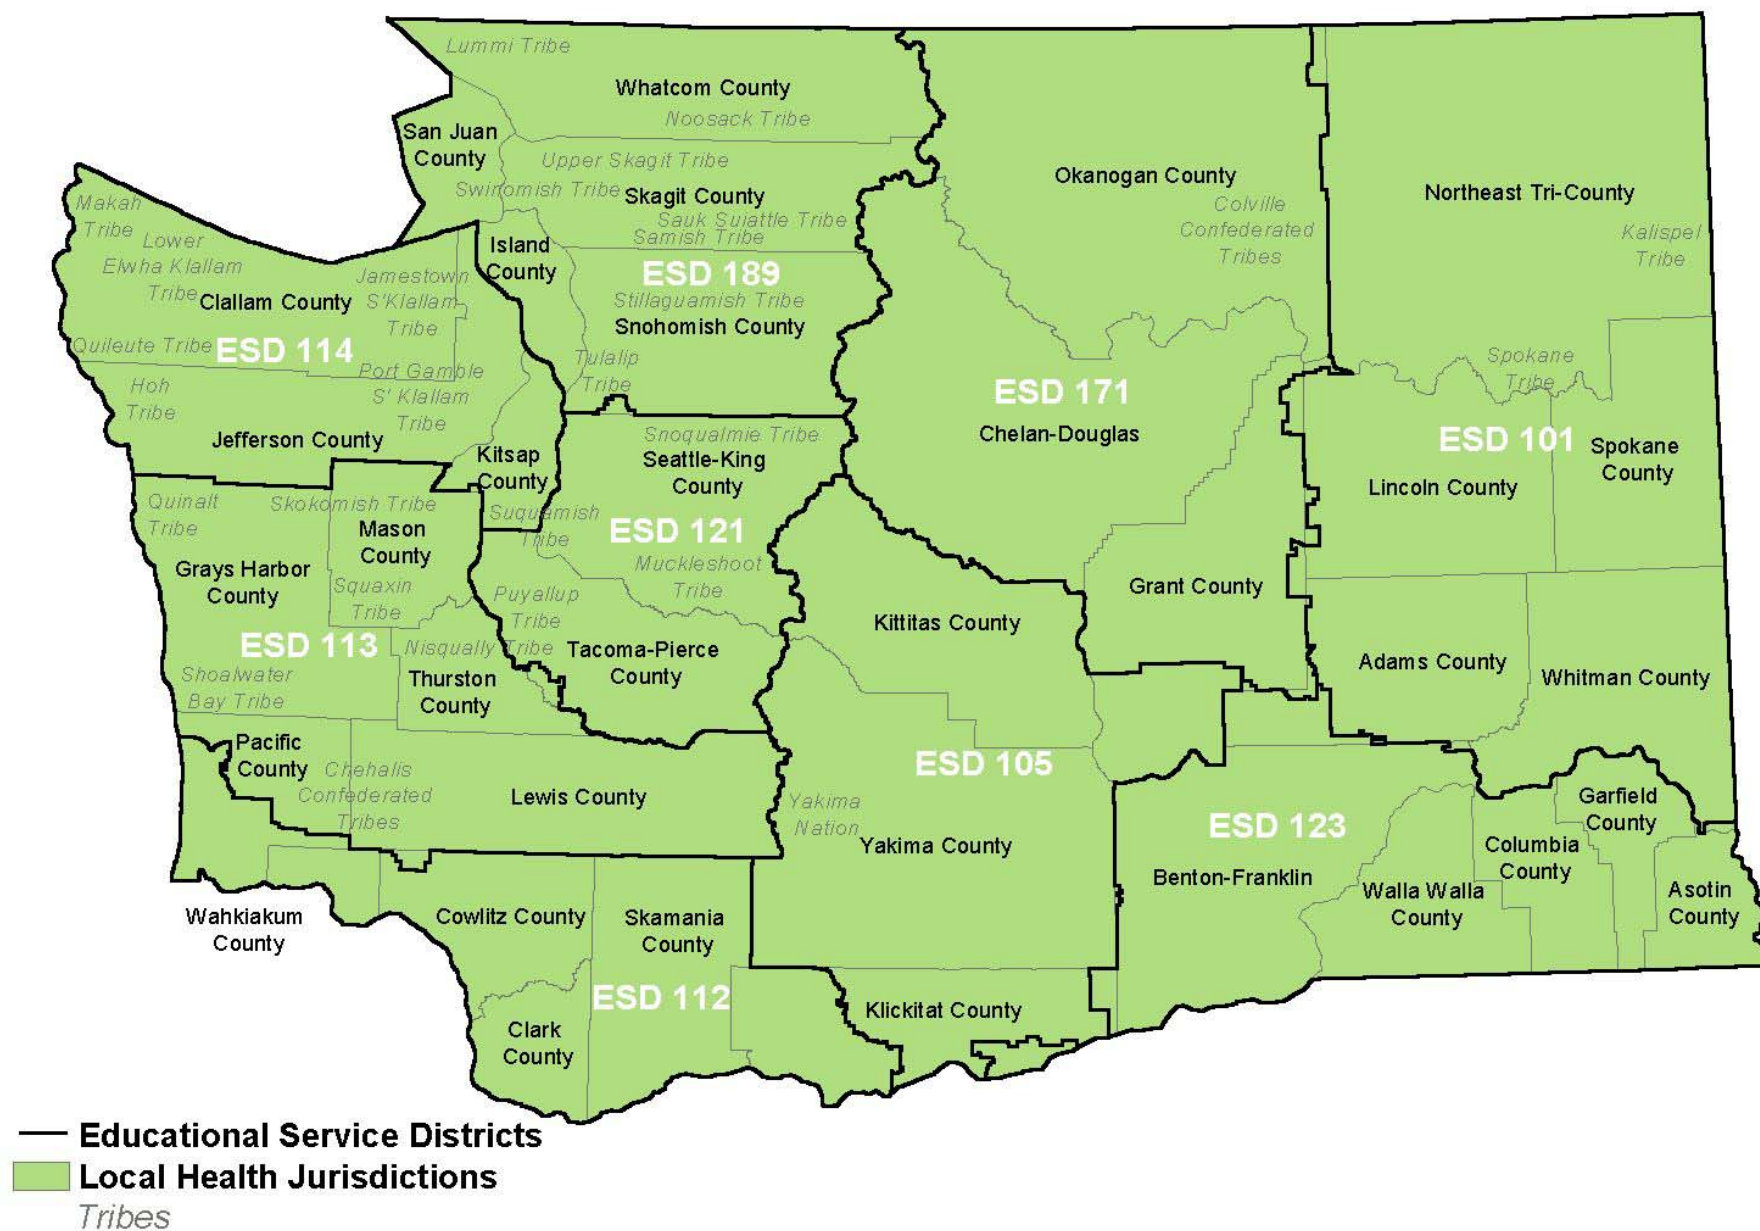 Lummi Tribe
Whatcom County
Noosack Tribe
San Juan
County
Upper Skagit Tribe
Swinomish Tribe
Skagit County
Sauk Suiattle Tribe
Samish Tribe
Island
County
ESD 189
Stillaguamish Tribe
Snohomish County
Tulalip
Tribe
Makah
Tribe
Lower
Elwha Klallam
Tribe
Clallam County
Jamestown
S'Klallam
Tribe
Quileute Tribe
ESD 114
Hoh
Tribe
Port Gamble
S' Klallam
Tribe
Jefferson County
Kitsap
County
Okanogan County
Colville
Confederated
Tribes
Northeast Tri-County
Kalispel
Tribe
ESD 171
Chelan-Douglas
Grant County
Spokane
Tribe
ESD 101
Spokane
County
Lincoln County
Adams County
Whitman County
Snoqualmie Tribe
Seattle-King
County
Suquamish
Tribe
ESD 121
Muckleshoot
Tribe
Puyallup
Tribe
Tacoma-Pierce
County
Quinalt
Tribe
Skokomish Tribe
Mason
County
Grays Harbor
County
Squaxin
Tribe
ESD 113
Nisqually Tribe
Shoalwater
Bay Tribe
Thurston
County
Pacific
County
Chehalis
Confederated
Tribes
Lewis County
Kittitas County
ESD 105
Yakima
Nation
Yakima County
ESD 123
Benton-Franklin
Walla Walla
County
Columbia
County
Garfield
County
Asotin
County
Wahkiakum
County
Cowlitz County
Skamania
County
ESD 112
Clark
County
Klickitat County
Educational Service Districts
Local Health Jurisdictions
Tribes